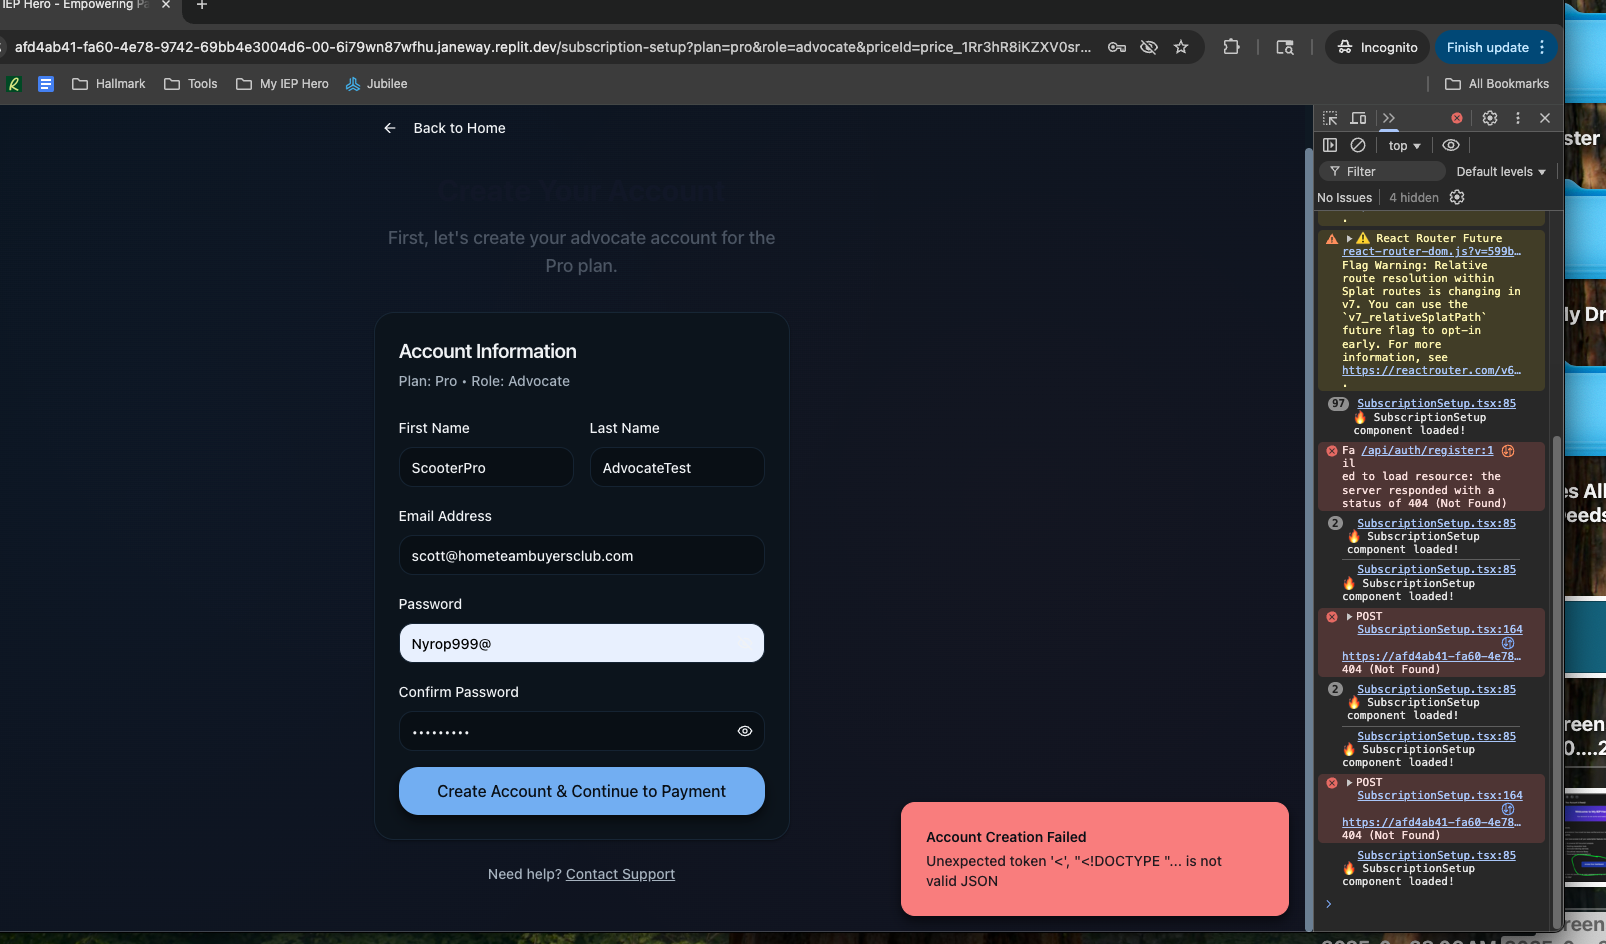 IEP Hero - Empowering Pa
afd4ab41-fa60-4e78-9742-69bb4e3004d6-00-6i79wn87wfhu.janeway.replit.dev/subscription-setup?plan=pro&role=advocate&priceId=price_1Rr3hR8iKZXV0sr...
Incognito
Finish update
Hallmark
Tools
My IEP Hero
Jubilee
All Bookmarks
Back to Home
Create Your Account
First, let's create your advocate account for the
Pro plan.
Account Information
Plan: Pro • Role: Advocate
First Name
Last Name
ScooterPro
AdvocateTest
Email Address
scott@hometeambuyersclub.com
Password
Nyrop999@
Confirm Password
•••••••••
Create Account & Continue to Payment
Need help? Contact Support
Account Creation Failed
Unexpected token '<', "<!DOCTYPE "... is not
valid JSON
top
Filter
Default levels
No Issues
4 hidden
.
⚠️ React Router Future
react-router-dom.js?v=599b…
Flag Warning: Relative
route resolution within
Splat routes is changing in
v7. You can use the
`v7_relativeSplatPath`
future flag to opt-in
early. For more
information, see
https://reactrouter.com/v6…
.
97 SubscriptionSetup.tsx:85
🔥 SubscriptionSetup
component loaded!
Fa /api/auth/register:1
il
ed to load resource: the
server responded with a
status of 404 (Not Found)
2 SubscriptionSetup.tsx:85
🔥 SubscriptionSetup
component loaded!
SubscriptionSetup.tsx:85
🔥 SubscriptionSetup
component loaded!
POST
SubscriptionSetup.tsx:164
https://afd4ab41-fa60-4e78…
404 (Not Found)
2 SubscriptionSetup.tsx:85
🔥 SubscriptionSetup
component loaded!
SubscriptionSetup.tsx:85
🔥 SubscriptionSetup
component loaded!
POST
SubscriptionSetup.tsx:164
https://afd4ab41-fa60-4e78…
404 (Not Found)
SubscriptionSetup.tsx:85
🔥 SubscriptionSetup
component loaded!